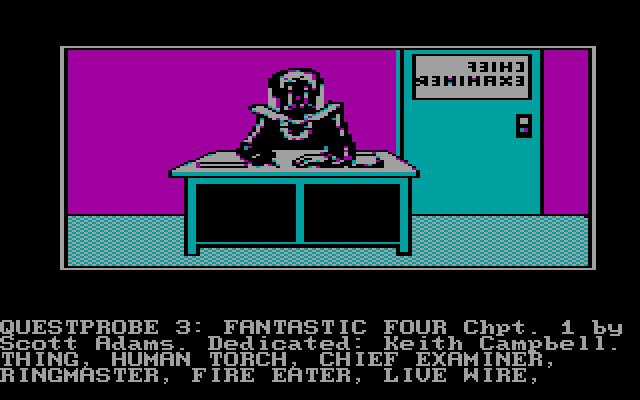 CHIEF
EXAMINER
QUESTPROBE 3: FANTASTIC FOUR Chpt. 1 by
Scott Adams. Dedicated: Keith Campbell.
THING, HUMAN TORCH, CHIEF EXAMINER,
RINGMASTER, FIRE EATER, LIVE WIRE,